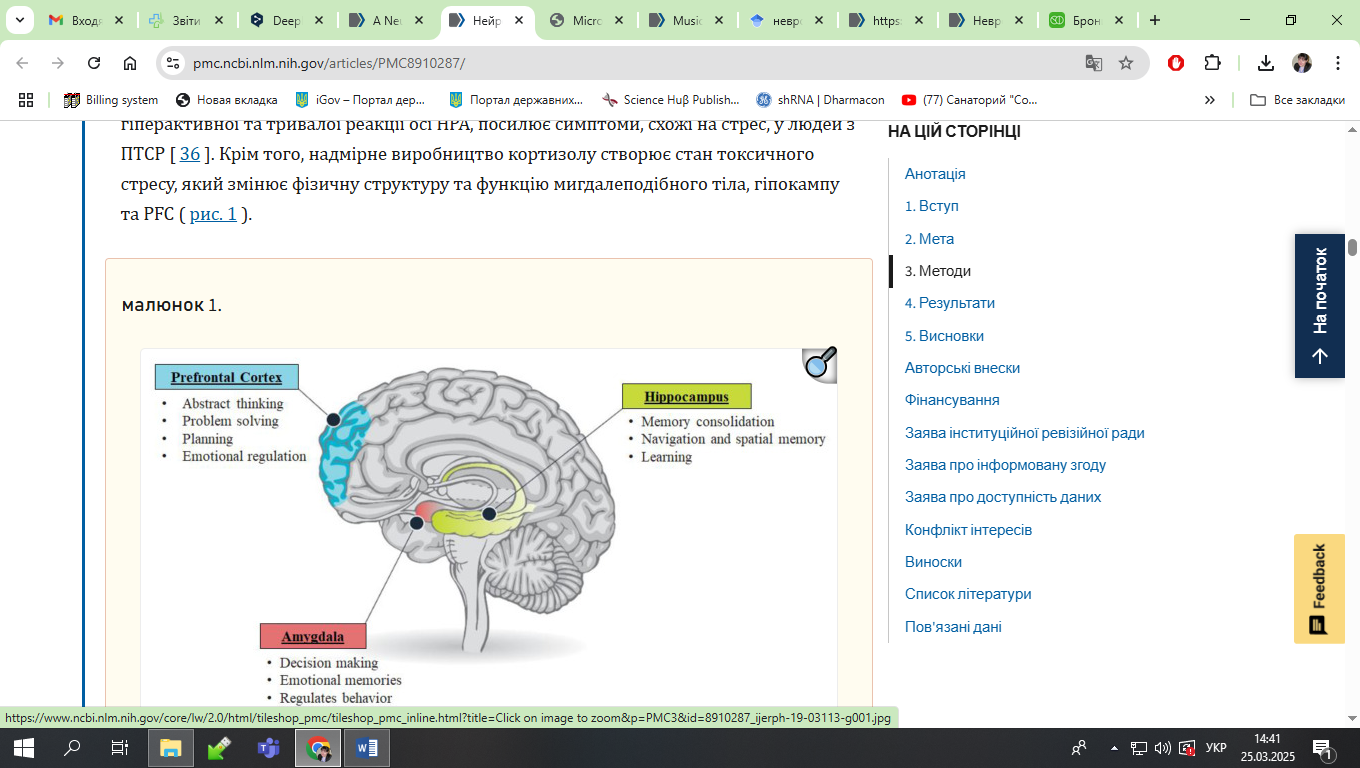 Входя
Звіти
Deep
A Neu
Нейр
Micro
Music
невро
https:
Невр
Брон
pmc.ncbi.nlm.nih.gov/articles/PMC8910287/
Billing system
Новая вкладка
iGov – Портал дер...
Портал державних...
Science Huβ Publish...
shRNA | Dharmacon
(77) Санаторий "Со...
»
Все закладки
гіперактивної та тривалої реакції осі HPA, посилює симптоми, схожі на стрес, у людей з
ПТСР [ 36 ]. Крім того, надмірне виробництво кортизолу створює стан токсичного
стресу, який змінює фізичну структуру та функцію мигдалеподібного тіла, гіпокампу
та PFC ( рис. 1 ).
малюнок 1.
Prefrontal Cortex
• Abstract thinking
• Problem solving
• Planning
• Emotional regulation
Hippocampus
• Memory consolidation
• Navigation and spatial memory
• Learning
Amygdala
• Decision making
• Emotional memories
• Regulates behavior
НА ЦІЙ СТОРІНЦІ
Анотація
1. Вступ
2. Мета
3. Методи
4. Результати
5. Висновки
Авторські внески
Фінансування
Заява інституційної ревізійної ради
Заява про інформовану згоду
Заява про доступність даних
Конфлікт інтересів
Виноски
Список літератури
Пов'язані дані
На початок
Feedback
https://www.ncbi.nlm.nih.gov/core/lw/2.0/html/tileshop_pmc/tileshop_pmc_inline.html?title=Click on image to zoom&p=PMC3&id=8910287_ijerph-19-03113-g001.jpg
УКР
14:41
25.03.2025
1